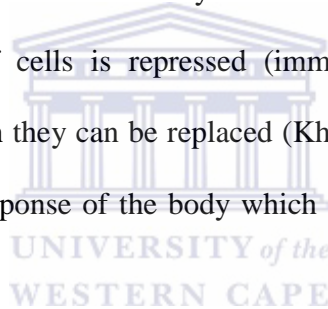 cells is repressed (imm
they can be replaced (Kh
ponse of the body which
UNIVERSITY of the
WESTERN CAPE